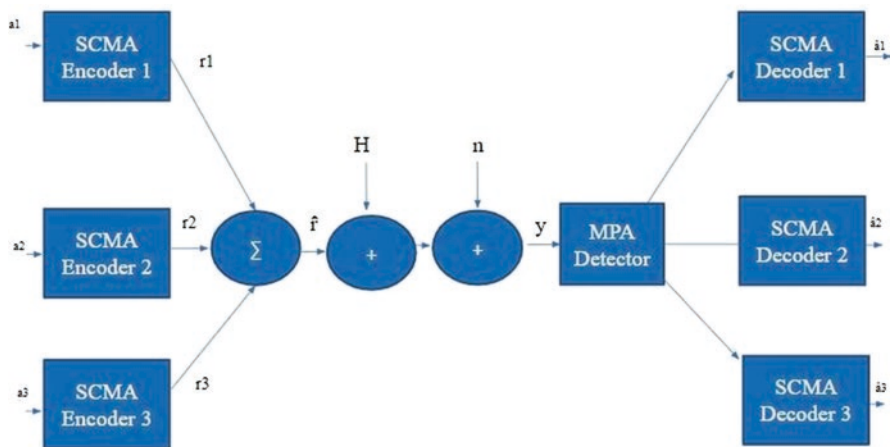 a1
SCMA
Encoder 1
r1
SCMA
Decoder 1
â1
H
n
a2
SCMA
Encoder 2
r2
Σ
r̂
+
+
y
MPA
Detector
SCMA
Decoder 2
â2
a3
SCMA
Encoder 3
r3
SCMA
Decoder 3
â3